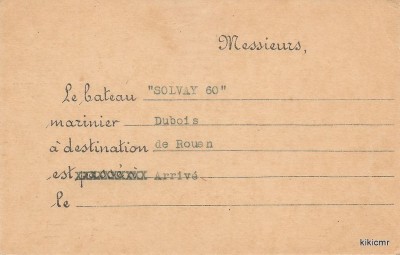 Messieurs,
Le bateau "SOLVAY 60"
marinier Dubois
à destination de Rouen
est Arrivé
le
kikicmr